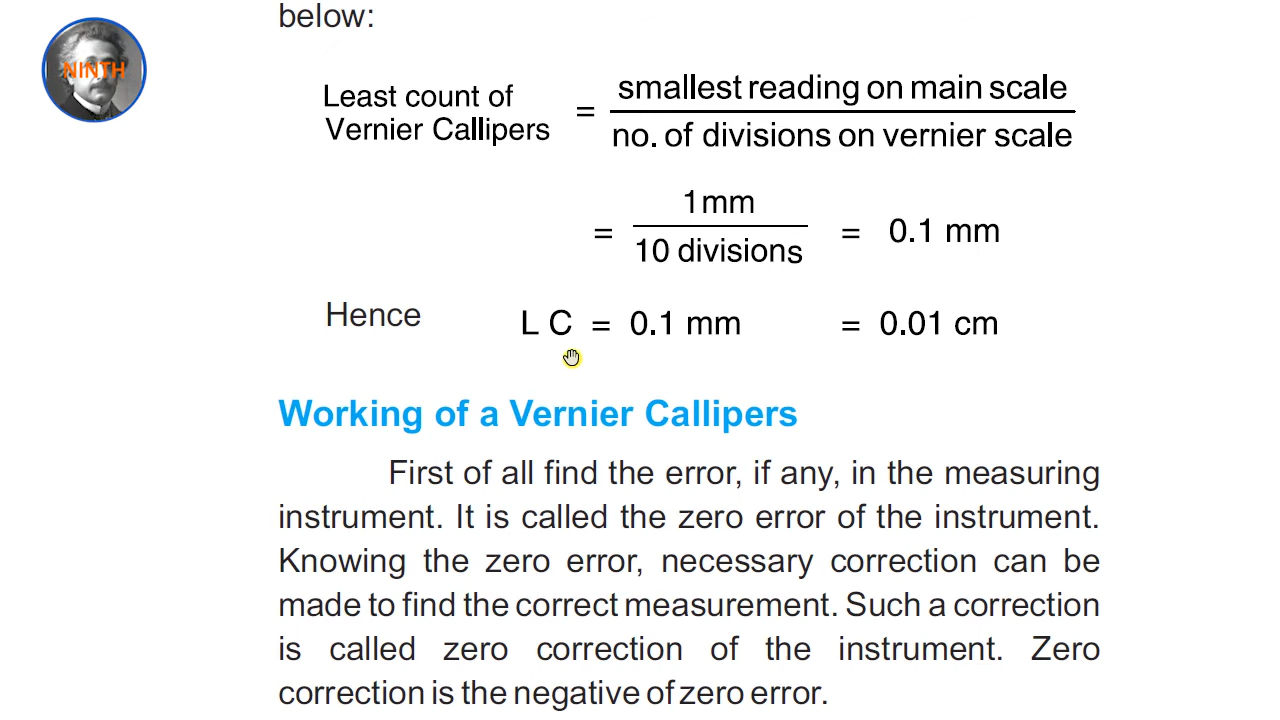 below:
NINTH
Least count of
Vernier Callipers
= smallest reading on main scale
no. of divisions on vernier scale
= 1mm
10 divisions
= 0.1 mm
Hence
L C = 0.1 mm = 0.01 cm
Working of a Vernier Callipers
First of all find the error, if any, in the measuring
instrument. It is called the zero error of the instrument.
Knowing the zero error, necessary correction can be
made to find the correct measurement. Such a correction
is called zero correction of the instrument. Zero
correction is the negative of zero error.